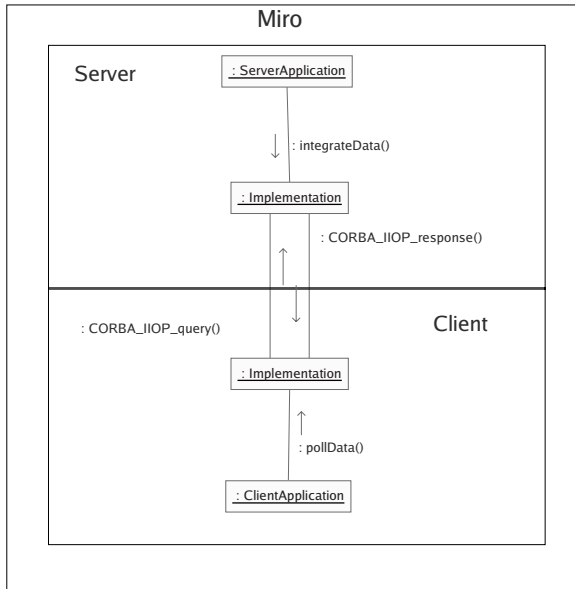 Miro
Server
: ServerApplication
: integrateData()
: Implementation
: CORBA_IIOP_response()
: CORBA_IIOP_query()
Client
: Implementation
: pollData()
: ClientApplication